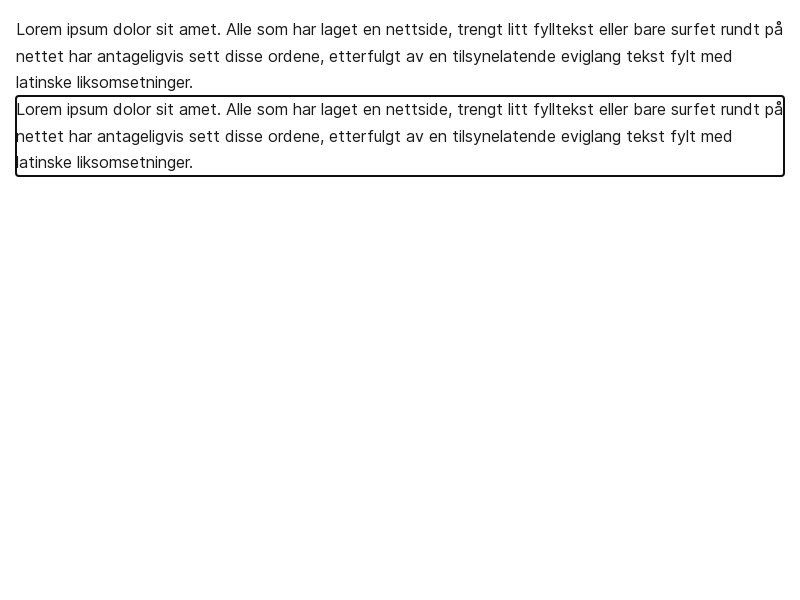 Lorem ipsum dolor sit amet. Alle som har laget en nettside, trengt litt fylltekst eller bare surfet rundt på
nettet har antageligvis sett disse ordene, etterfulgt av en tilsynelatende eviglang tekst fylt med
latinske liksomsetninger.
Lorem ipsum dolor sit amet. Alle som har laget en nettside, trengt litt fylltekst eller bare surfet rundt på
nettet har antageligvis sett disse ordene, etterfulgt av en tilsynelatende eviglang tekst fylt med
latinske liksomsetninger.